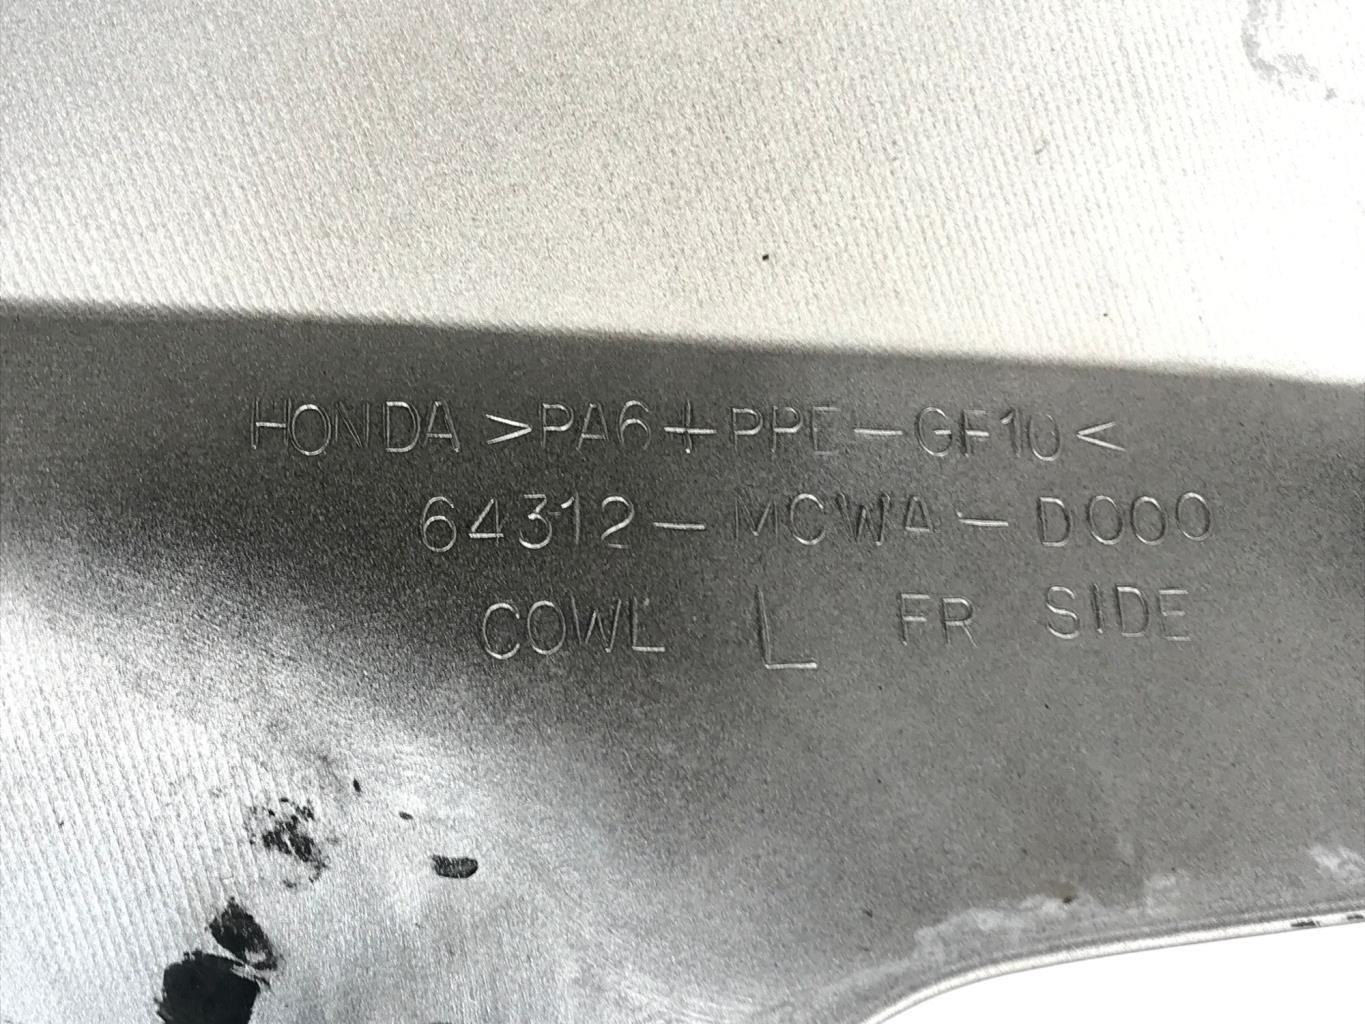 HONDA >PA6+PPE-GF10<
64312-MCWA-D000
COWL L FR SIDE